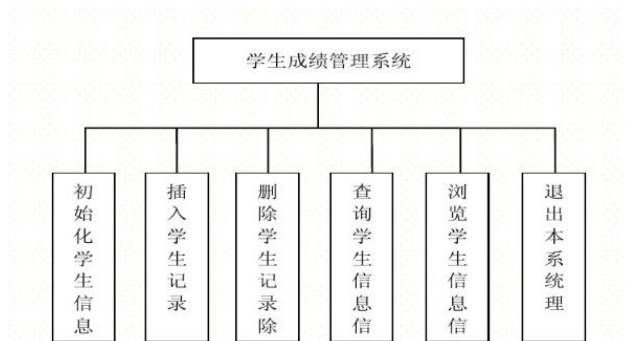 学生成绩管理系统
初始化学生信息
插入学生记录
删除学生记录除
查询学生信息信
浏览学生信息信
退出本系统理